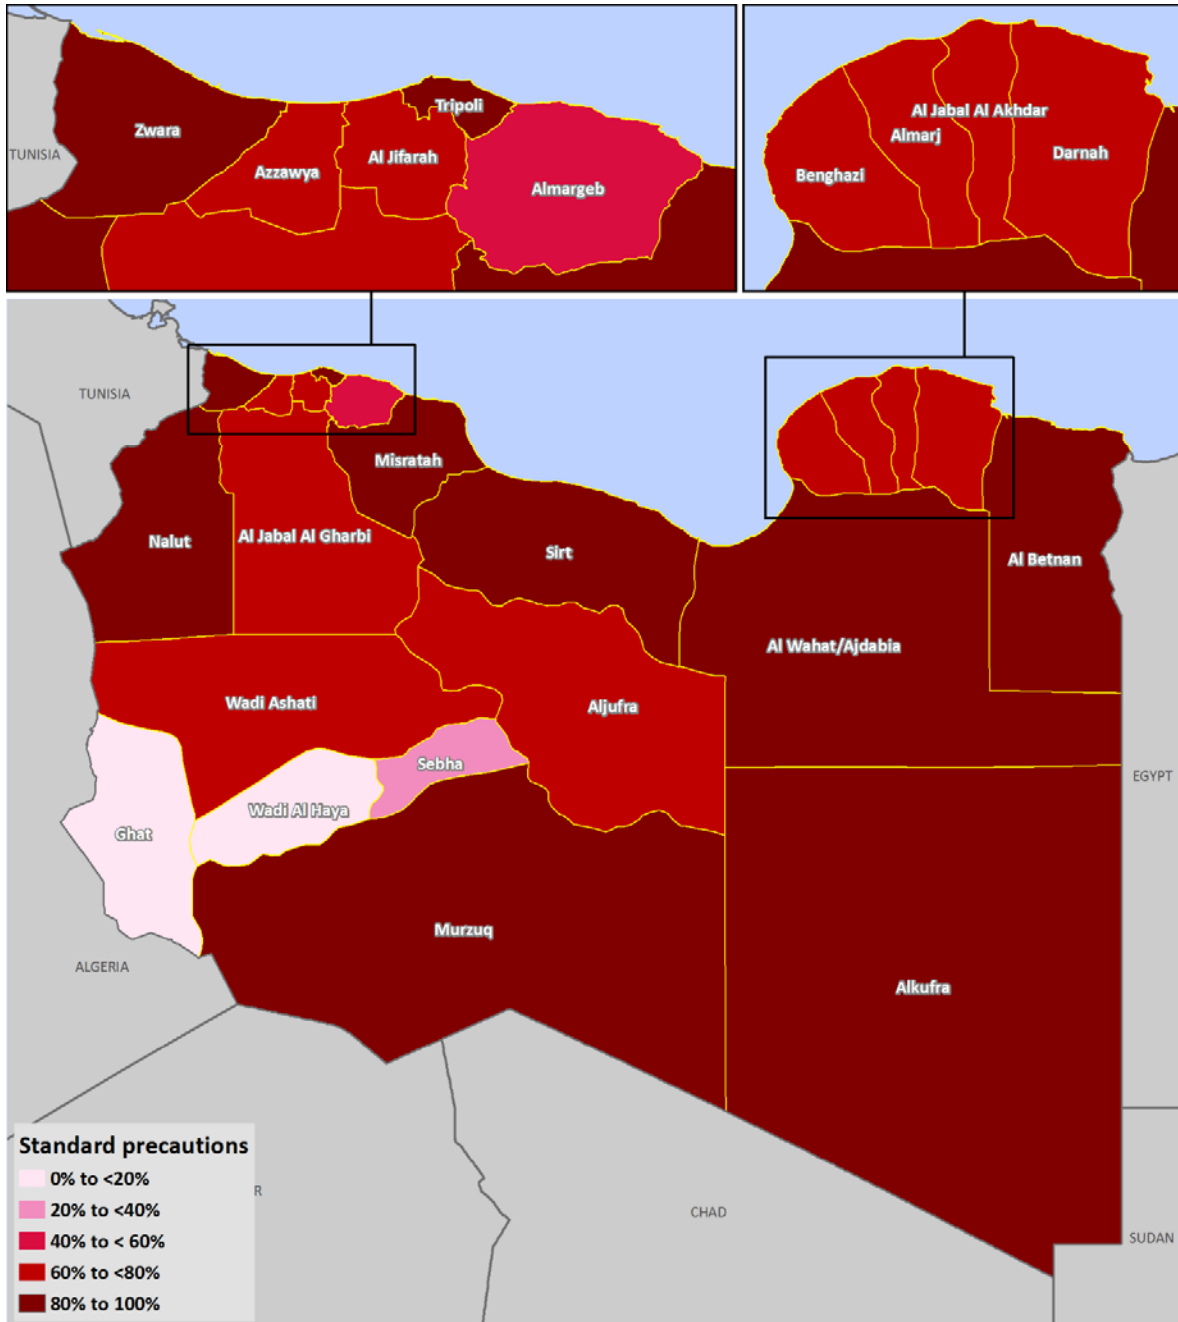 Tripoli
Zwara
TUNISIA
Al Jifarah
Azzawya
Almargeb
Al Jabal Al Akhdar
Almarj
Darnah
Benghazi
TUNISIA
Misratah
Nalut
Al Jabal Al Gharbi
Sirt
Al Betnan
Al Wahat/Ajdabia
Wadi Ashati
Aljufra
Sebha
EGYPT
Wadi Al Haya
Ghat
Murzuq
ALGERIA
Alkufra
Standard precautions
0% to <20%
R
20% to <40%
CHAD
40% to < 60%
SUDAN
60% to <80%
80% to 100%